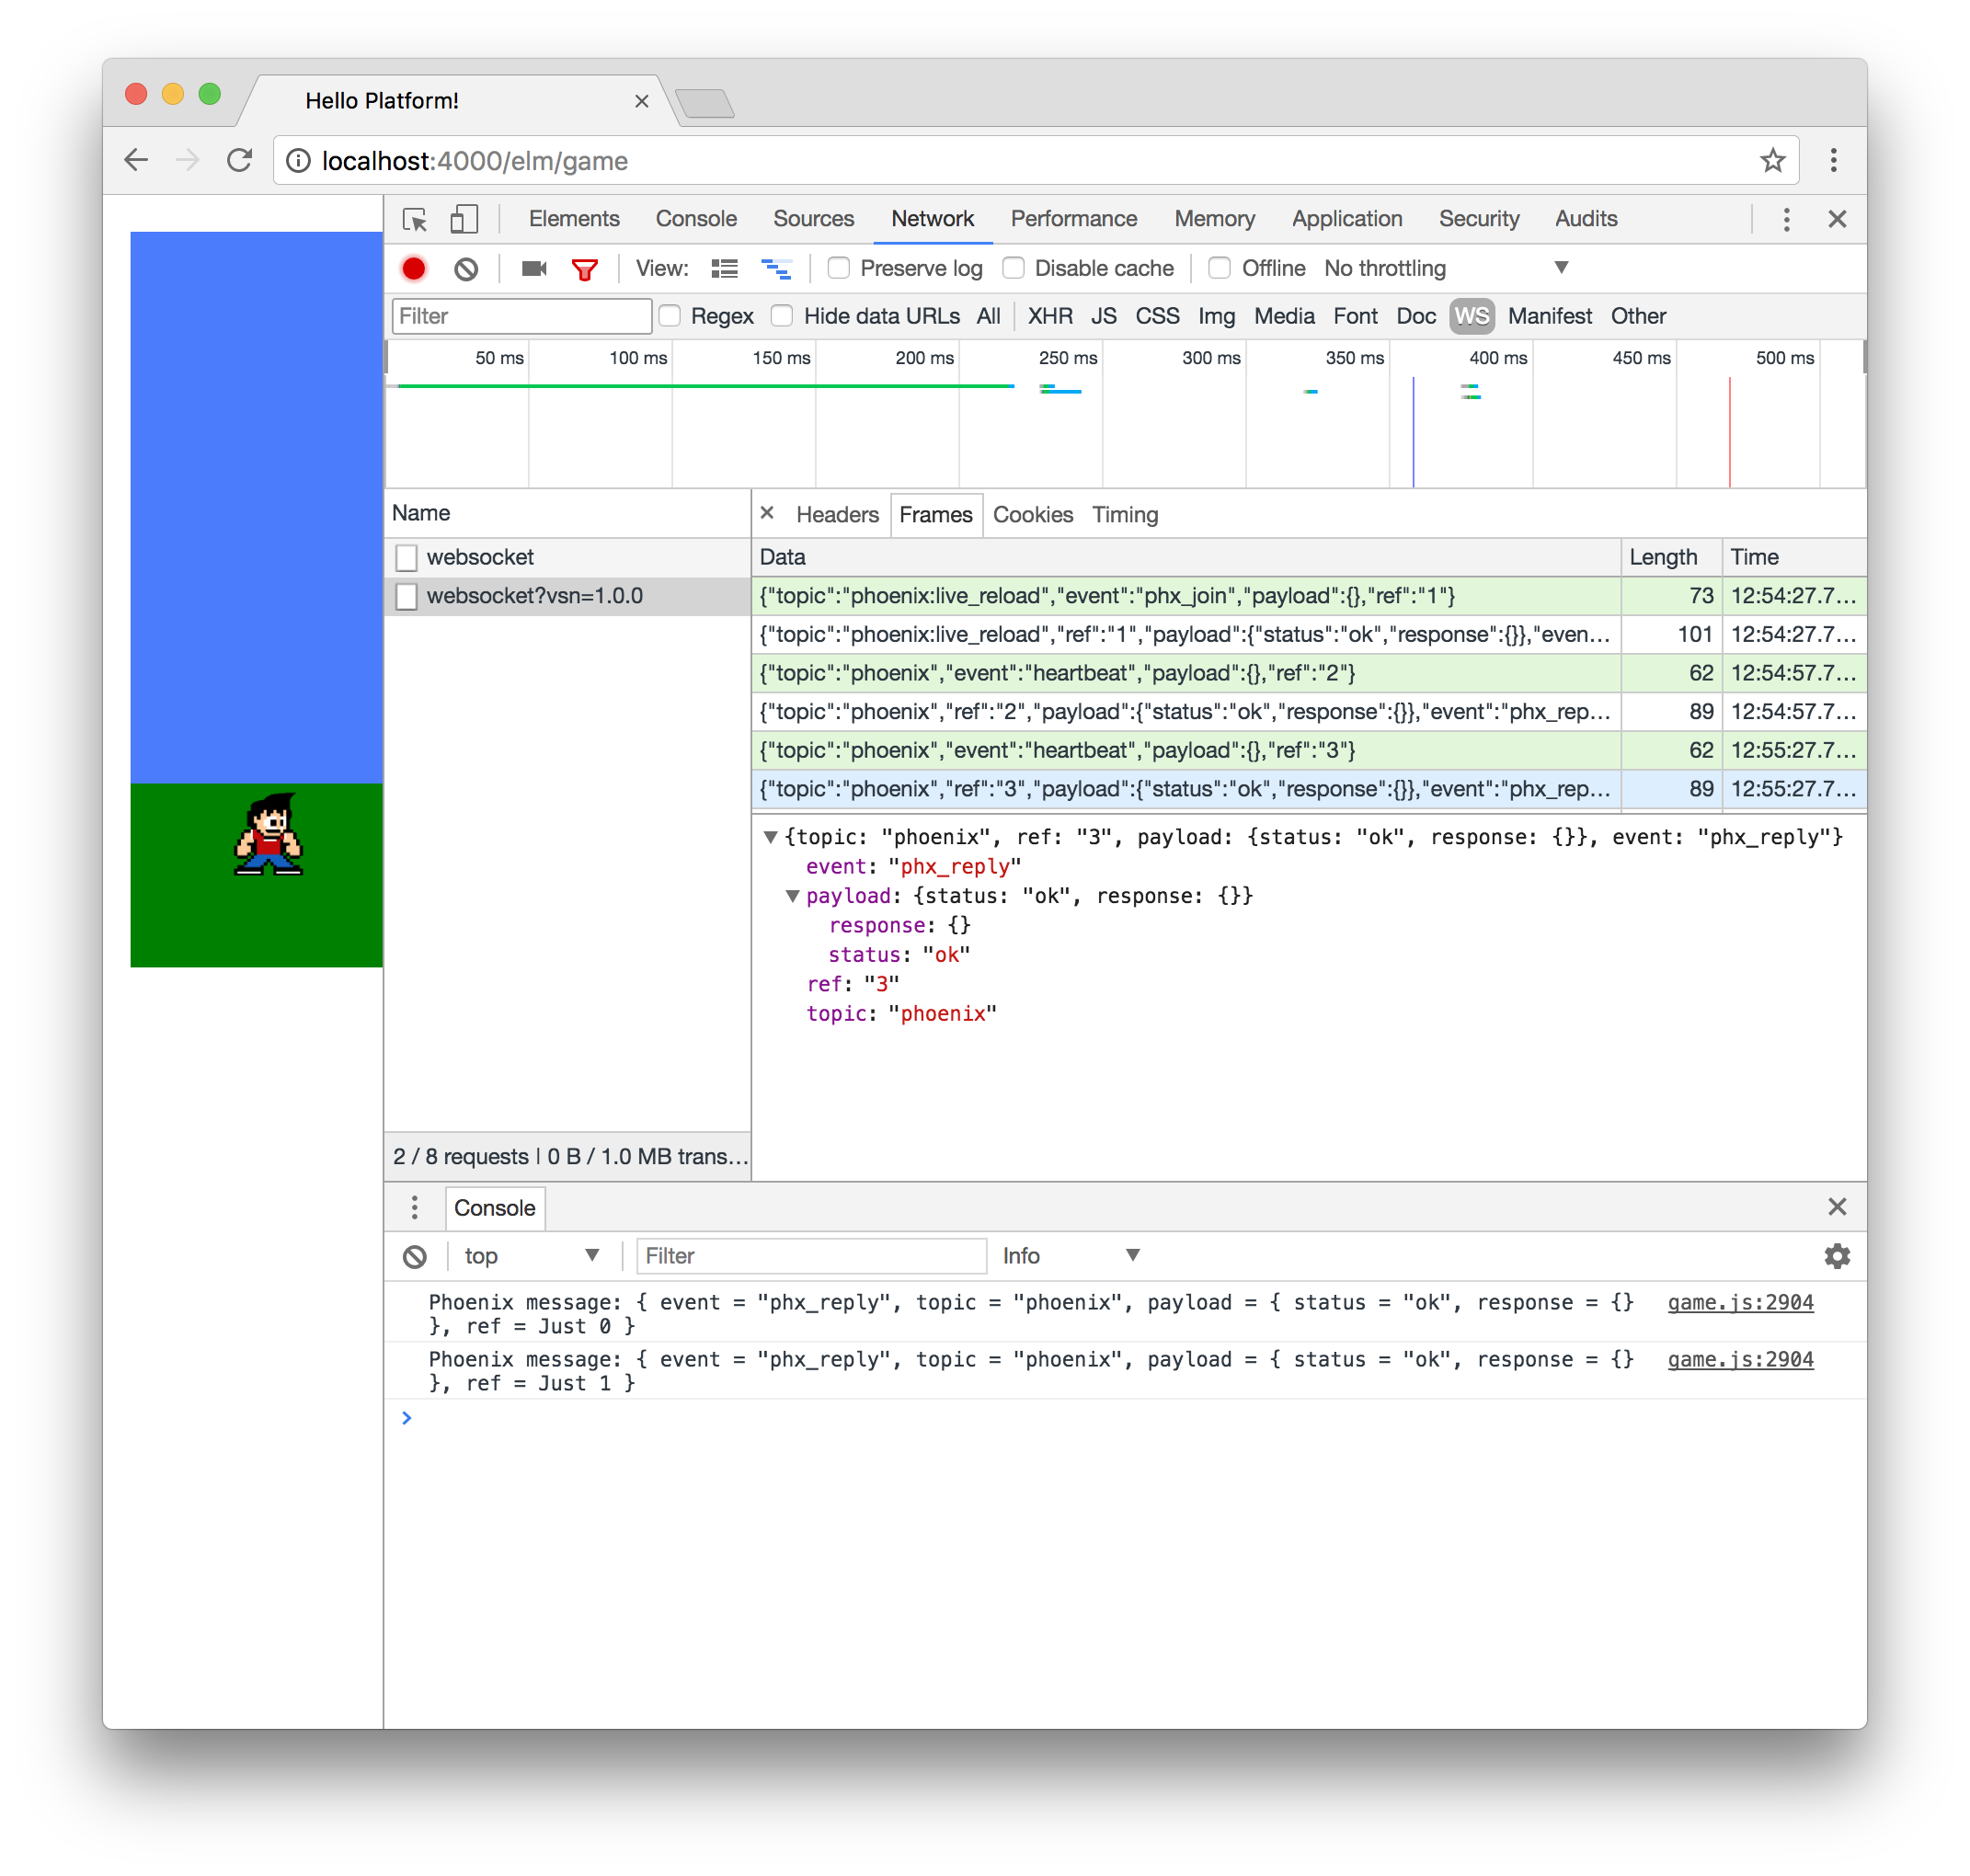 Hello Platform!
localhost:4000/elm/game
Elements Console Sources Network Performance Memory Application Security Audits
View: Preserve log Disable cache Offline No throttling
Filter Regex Hide data URLs All XHR JS CSS Img Media Font Doc WS Manifest Other
50 ms 100 ms 150 ms 200 ms 250 ms 300 ms 350 ms 400 ms 450 ms 500 ms
Name
websocket
websocket?vsn=1.0.0
2 / 8 requests | 0 B / 1.0 MB trans...
Headers Frames Cookies Timing
Data Length Time
{"topic":"phoenix:live_reload","event":"phx_join","payload":{},"ref":"1"} 73 12:54:27.7...
{"topic":"phoenix:live_reload","ref":"1","payload":{"status":"ok","response":{}},"even... 101 12:54:27.7...
{"topic":"phoenix","event":"heartbeat","payload":{},"ref":"2"} 62 12:54:57.7...
{"topic":"phoenix","ref":"2","payload":{"status":"ok","response":{}},"event":"phx_rep... 89 12:54:57.7...
{"topic":"phoenix","event":"heartbeat","payload":{},"ref":"3"} 62 12:55:27.7...
{"topic":"phoenix","ref":"3","payload":{"status":"ok","response":{}},"event":"phx_rep... 89 12:55:27.7...
{topic: "phoenix", ref: "3", payload: {status: "ok", response: {}}, event: "phx_reply"}
event: "phx_reply"
payload: {status: "ok", response: {}}
response: {}
status: "ok"
ref: "3"
topic: "phoenix"
Console
top Filter Info
Phoenix message: { event = "phx_reply", topic = "phoenix", payload = { status = "ok", response = {} game.js:2904
}, ref = Just 0 }
Phoenix message: { event = "phx_reply", topic = "phoenix", payload = { status = "ok", response = {} game.js:2904
}, ref = Just 1 }